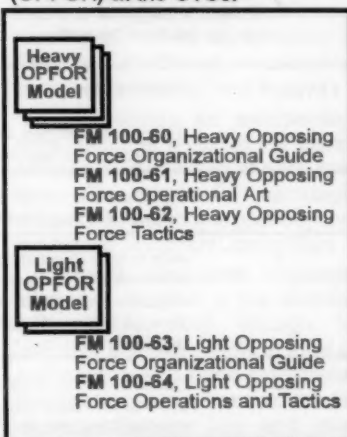 Heavy
OPFOR
Model
FM 100-60, Heavy Opposing
Force Organizational Guide
FM 100-61, Heavy Opposing
Force Operational Art
FM 100-62, Heavy Opposing
Force Tactics
Light
OPFOR
Model
FM 100-63, Light Opposing
Force Organizational Guide
FM 100-64, Light Opposing
Force Operations and Tactics